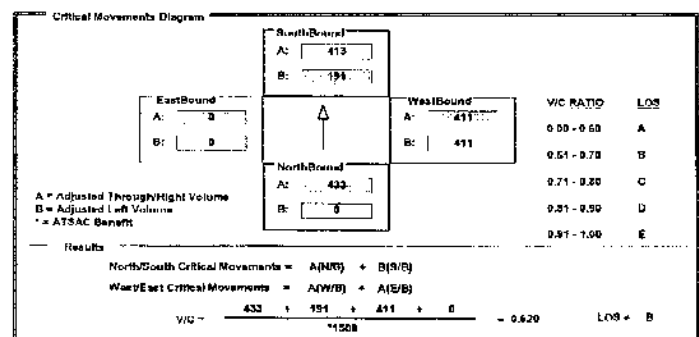 Critical Movements Diagram
SouthBound
A: 413
B: 191
EastBound
A: 0
B: 0
WestBound
A: 411
B: 411
NorthBound
A: 433
B: 0
V/C RATIO LOS
0.00 - 0.60 A
0.61 - 0.70 B
0.71 - 0.80 C
0.81 - 0.90 D
0.91 - 1.00 E
A = Adjusted Through/Right Volume
B = Adjusted Left Volume
* = ATSAC Benefit
Results
North/South Critical Movements = A(N/B) + B(S/B)
West/East Critical Movements = A(W/B) + A(E/B)
433 + 191 + 411 + 0
V/C = = 0.620 LOS = B
*1500